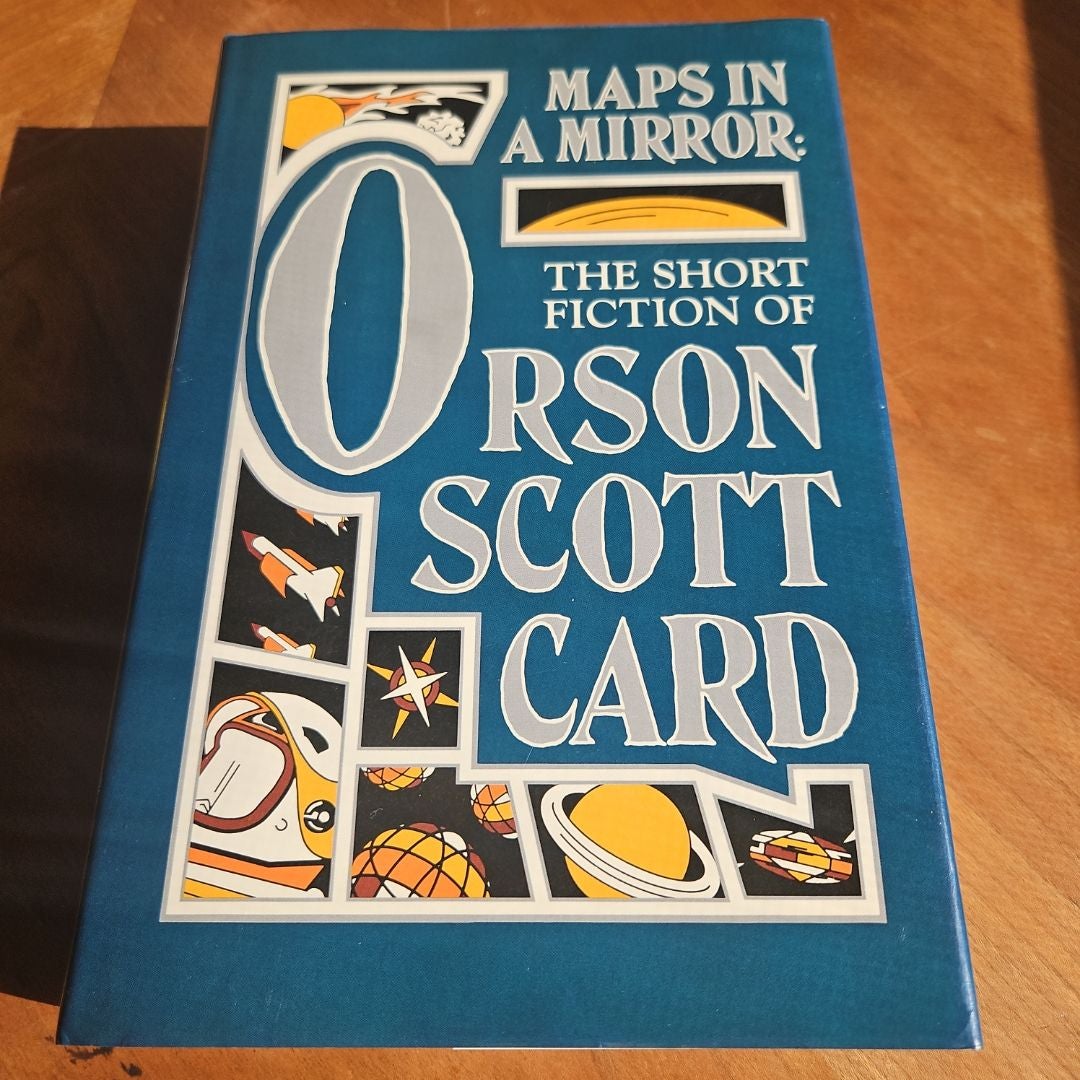 MAPS IN
A MIRROR:
THE SHORT
FICTION OF
ORSON
SCOTT
CARD